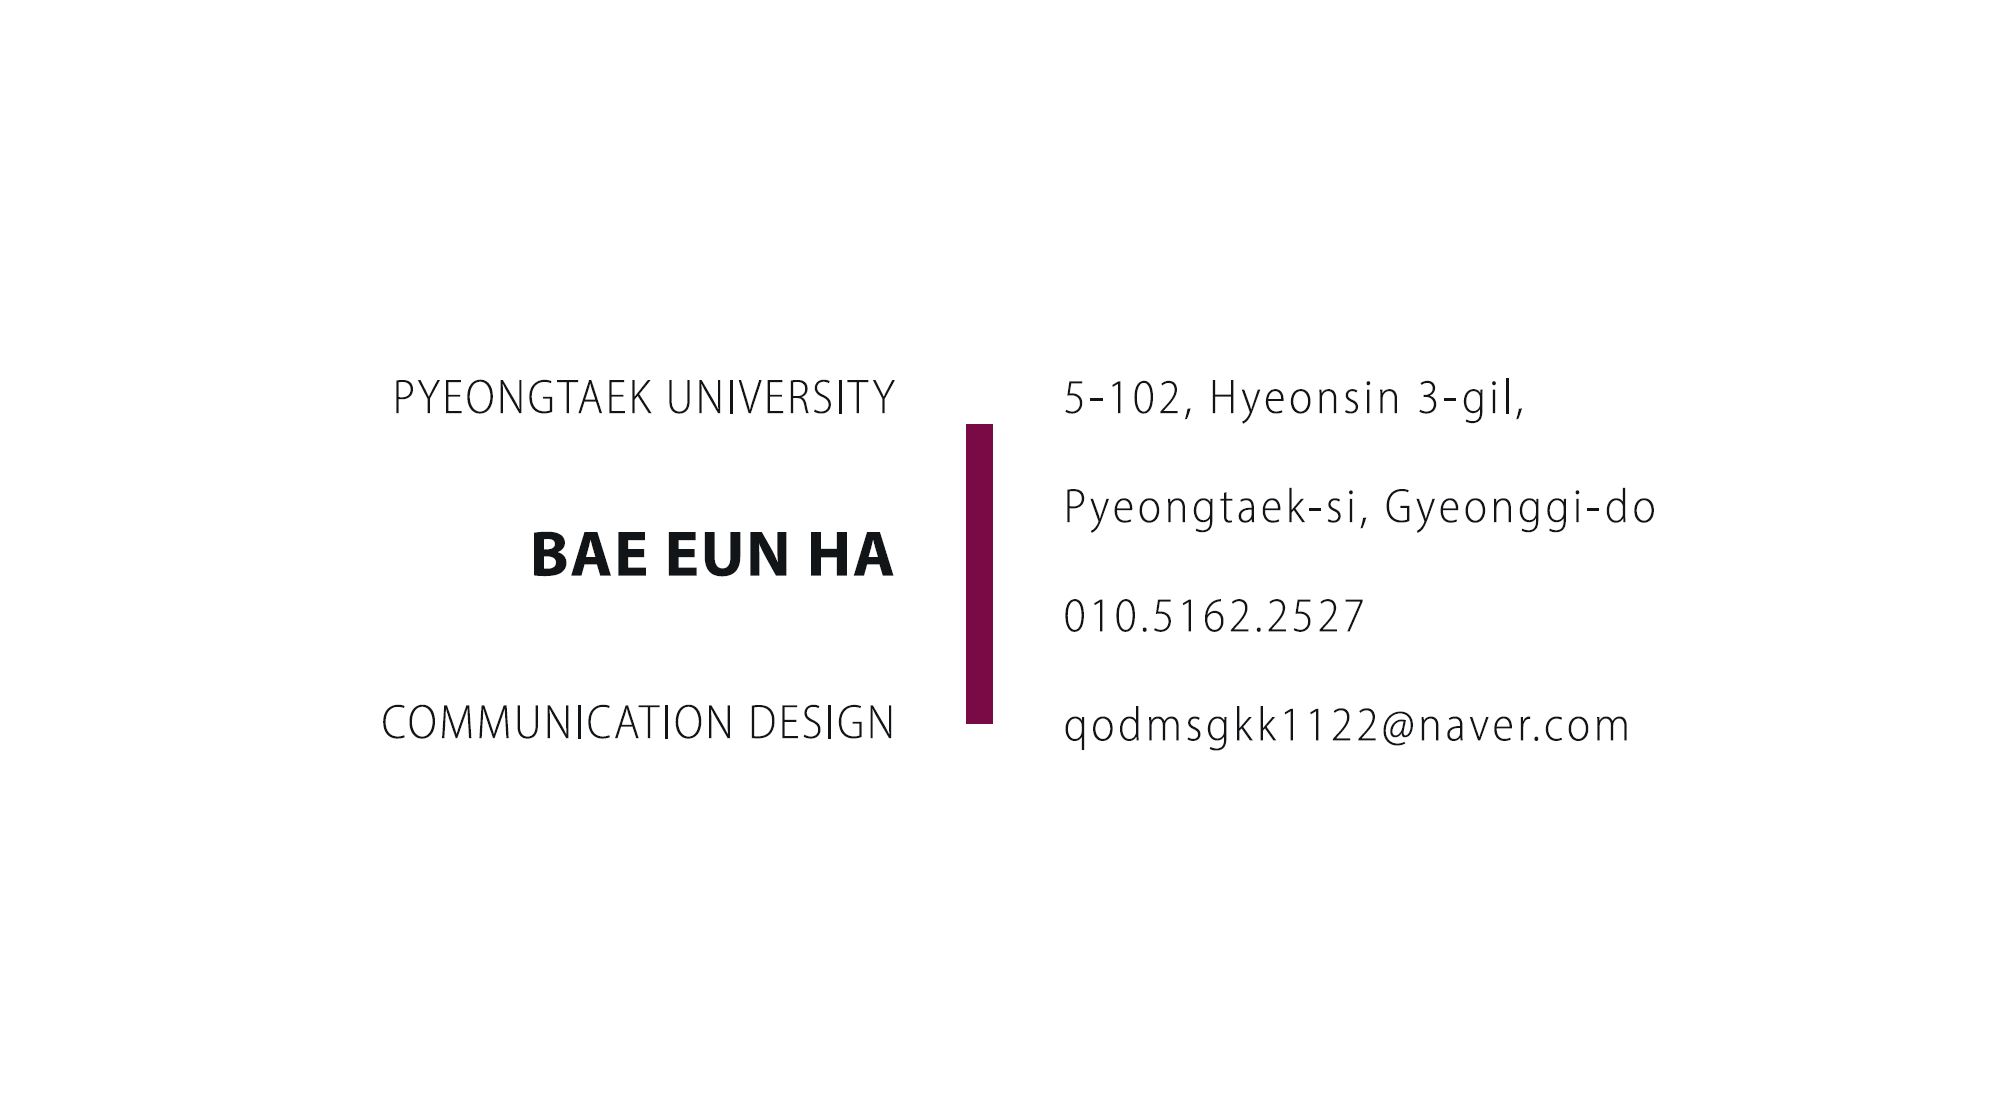 PYEONGTAEK UNIVERSITY
BAE EUN HA
COMMUNICATION DESIGN
5-102, Hyeonsin 3-gil,
Pyeongtaek-si, Gyeonggi-do
010.5162.2527
qodmsgkk1122@naver.com